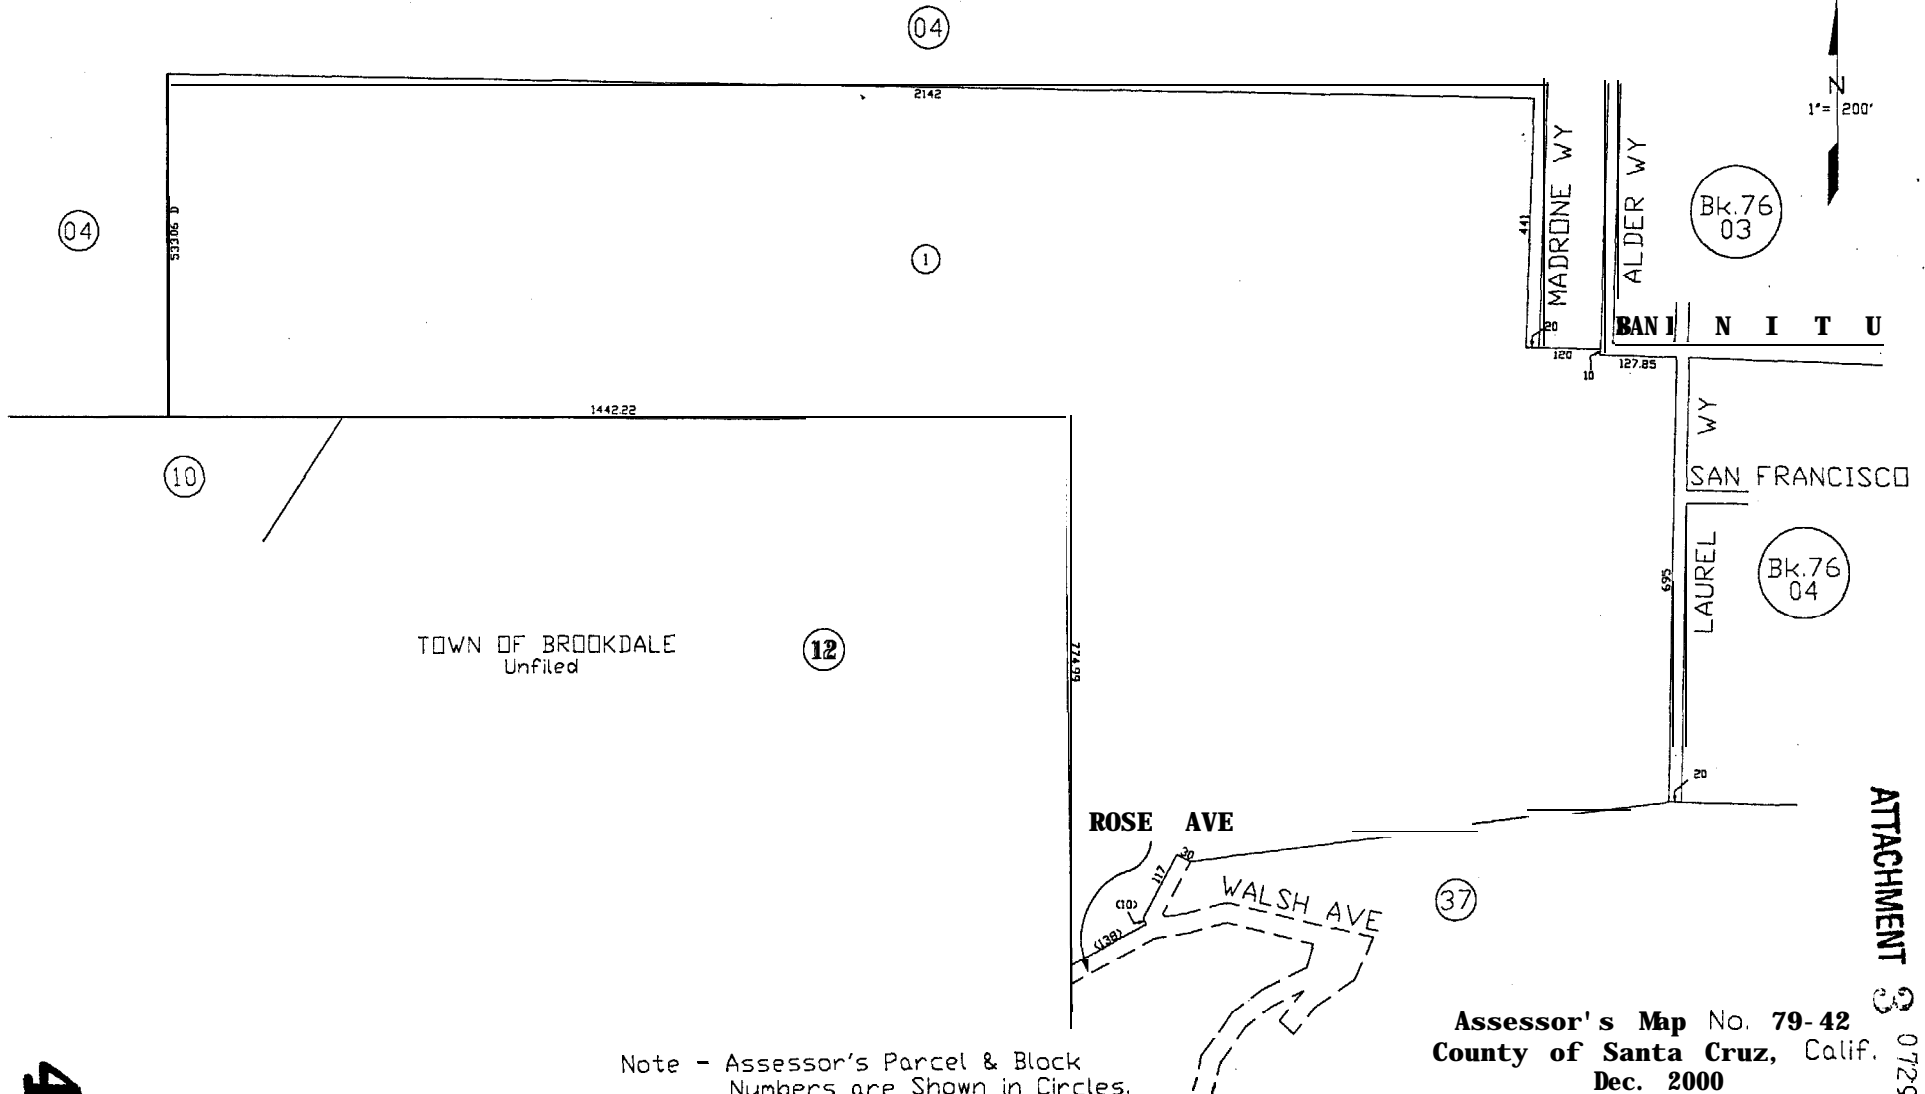 04
N
1"= 200'
2142
MADRONE WY
ALDER WY
Bk.76
03
04
533.06 D
441
1
20
120
10
127.85
N I T U
1442.22
WY
10
SAN FRANCISCO
695
LAUREL
Bk.76
04
TOWN OF BROOKDALE
Unfiled
12
774.99
20
ROSE AVE
30
117
(10)
(138)
WALSH AVE
37
ATTACHMENT 3
0729
Assessor's Map No. 79-42
County of Santa Cruz, Calif.
Dec. 2000
Note - Assessor's Parcel & Block
Numbers are Shown in Circles.
4